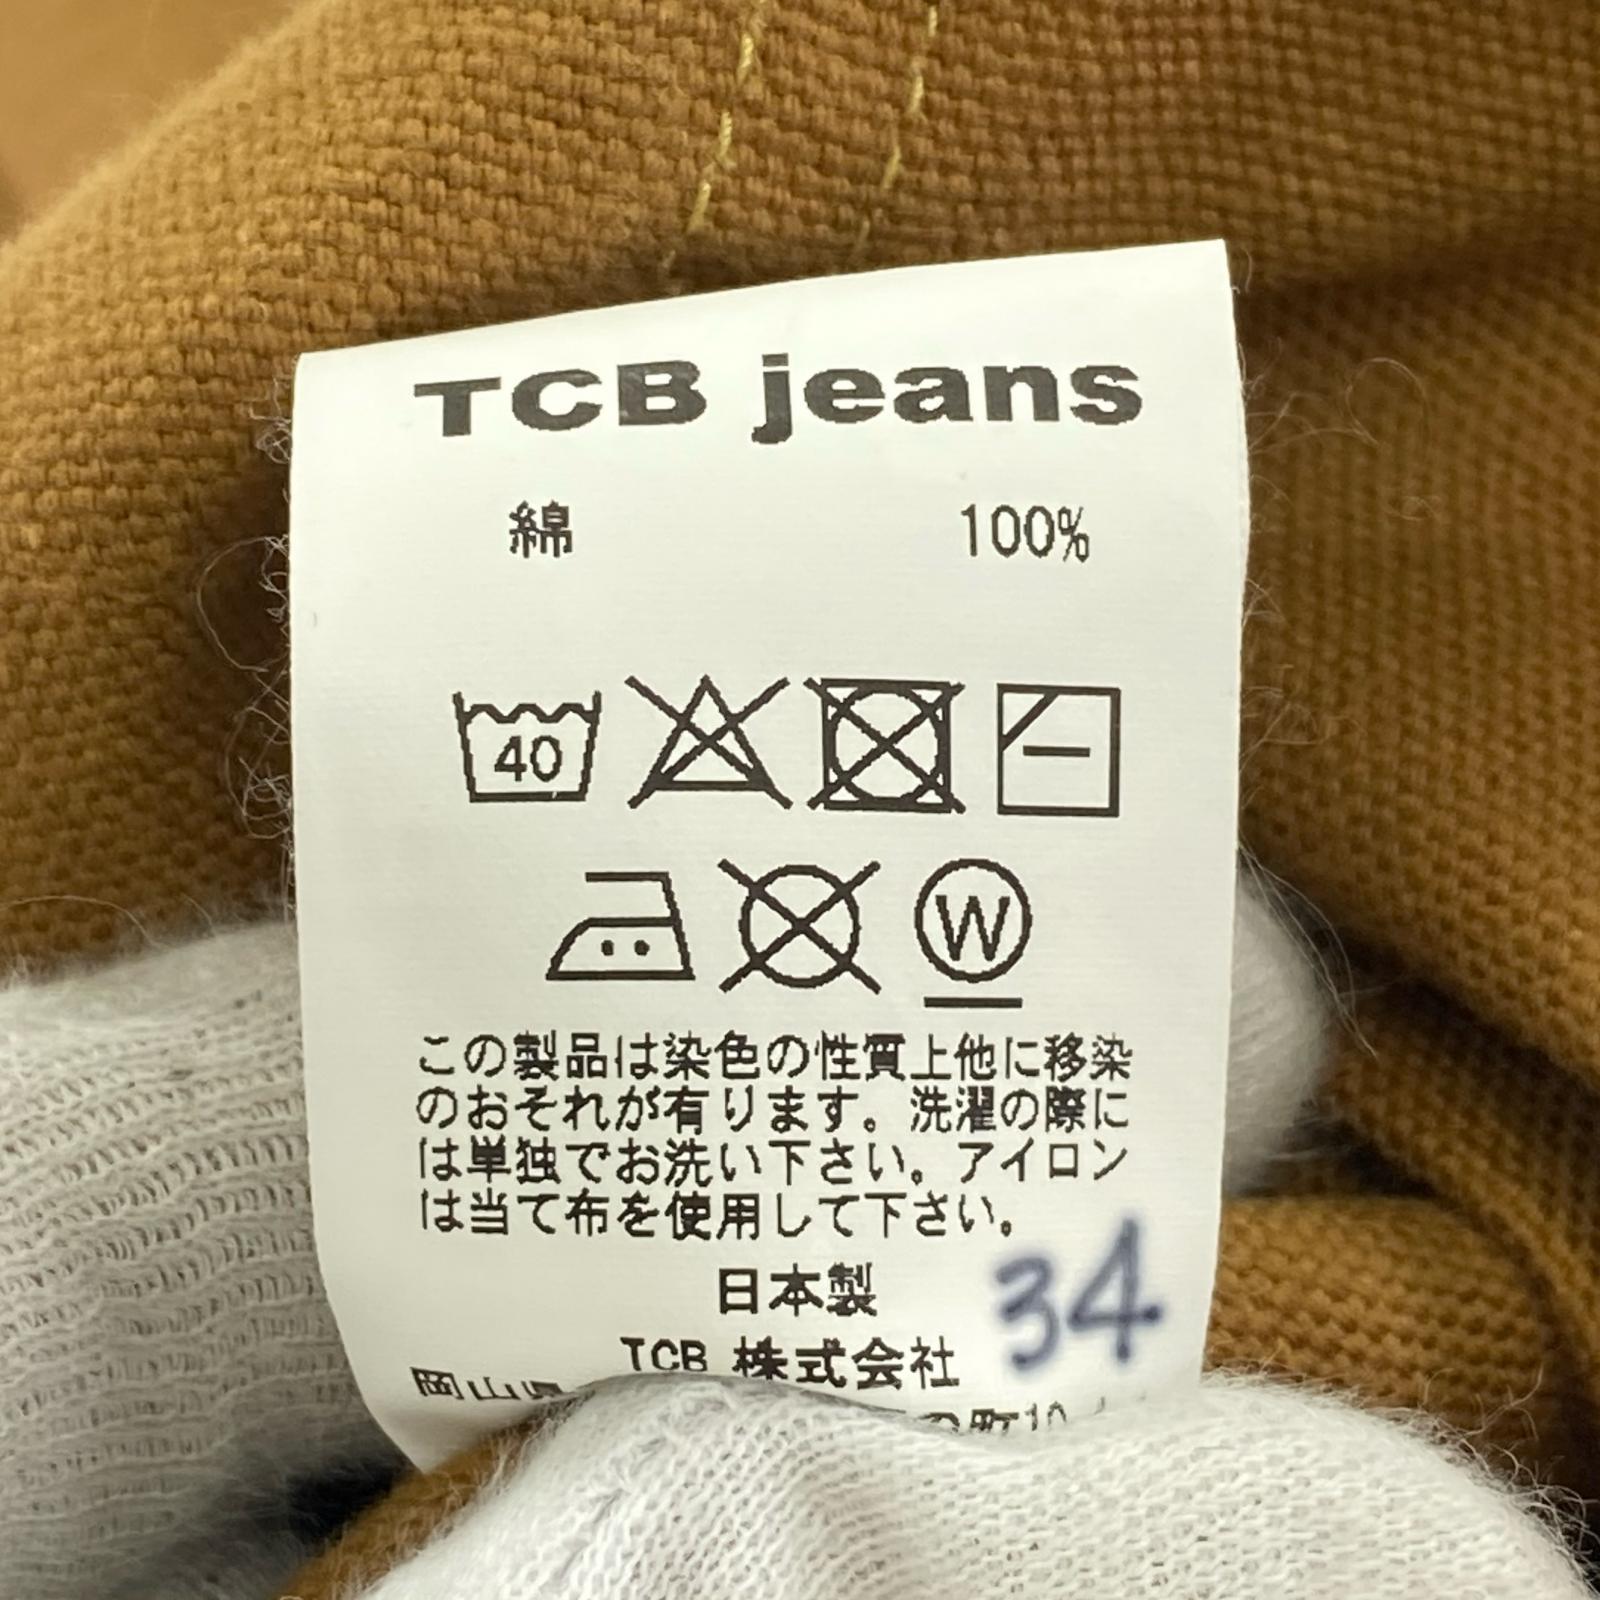 TCB jeans
綿 100%
40
W
この製品は染色の性質上他に移染
のおそれが有ります。洗濯の際に
は単独でお洗い下さい。アイロン
は当て布を使用して下さい。
日本製
34
TCB 株式会社
岡山県